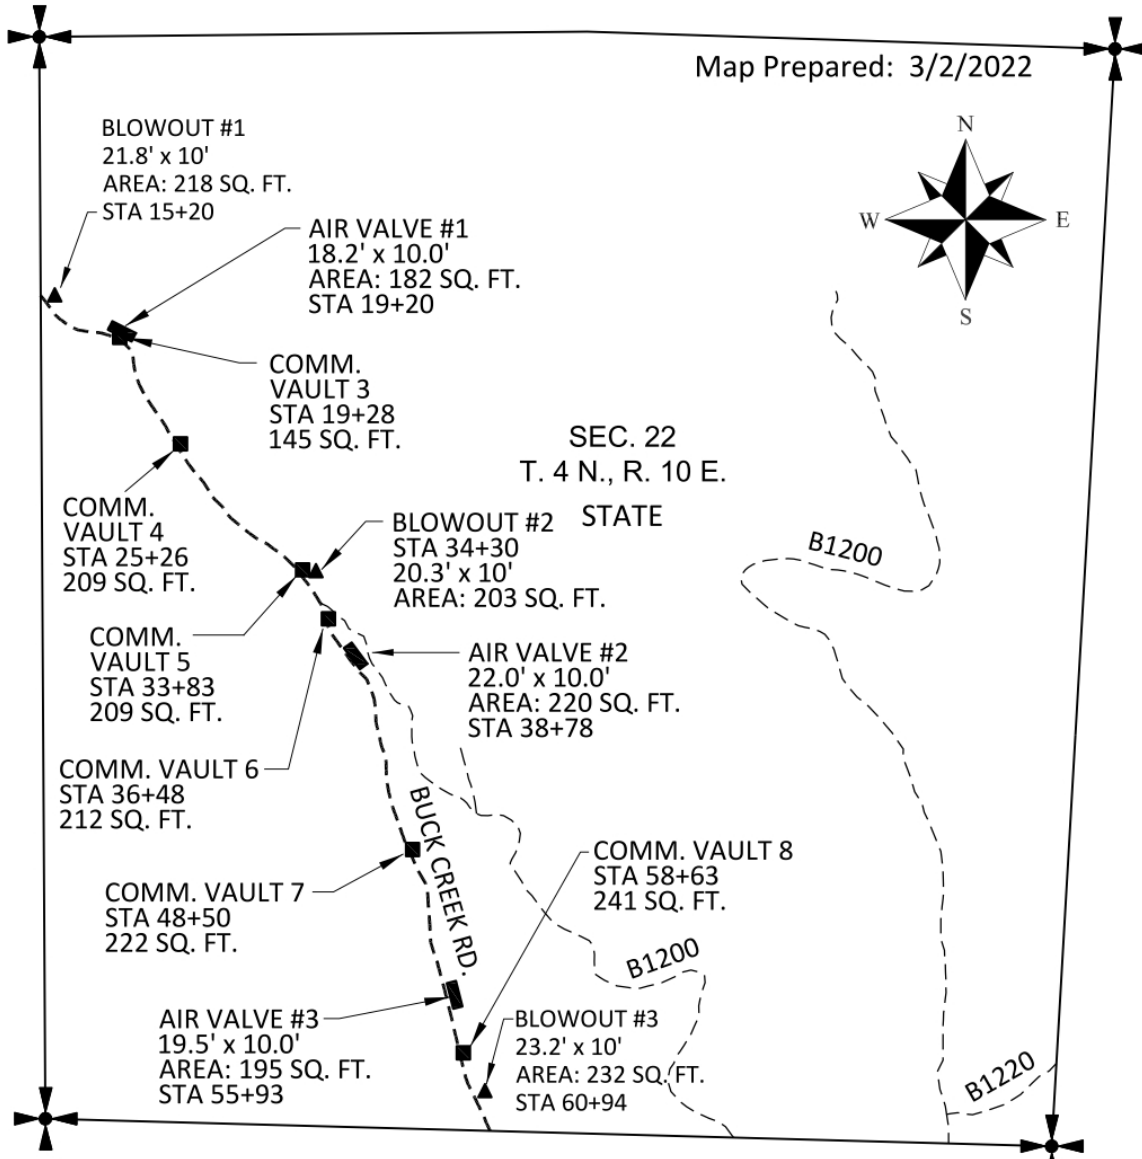 Map Prepared: 3/2/2022
N
W
E
S
BLOWOUT #1
21.8' x 10'
AREA: 218 SQ. FT.
STA 15+20
AIR VALVE #1
18.2' x 10.0'
AREA: 182 SQ. FT.
STA 19+20
COMM.
VAULT 3
STA 19+28
145 SQ. FT.
SEC. 22
T. 4 N., R. 10 E.
STATE
COMM.
VAULT 4
STA 25+26
209 SQ. FT.
BLOWOUT #2
STA 34+30
20.3' x 10'
AREA: 203 SQ. FT.
B1200
COMM.
VAULT 5
STA 33+83
209 SQ. FT.
AIR VALVE #2
22.0' x 10.0'
AREA: 220 SQ. FT.
STA 38+78
COMM. VAULT 6
STA 36+48
212 SQ. FT.
BUCK CREEK RD.
COMM. VAULT 7
STA 48+50
222 SQ. FT.
COMM. VAULT 8
STA 58+63
241 SQ. FT.
B1200
AIR VALVE #3
19.5' x 10.0'
AREA: 195 SQ. FT.
STA 55+93
BLOWOUT #3
23.2' x 10'
AREA: 232 SQ. FT.
STA 60+94
B1220